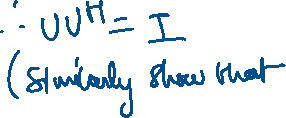 ∴ UU^H = I
(Similarly show that